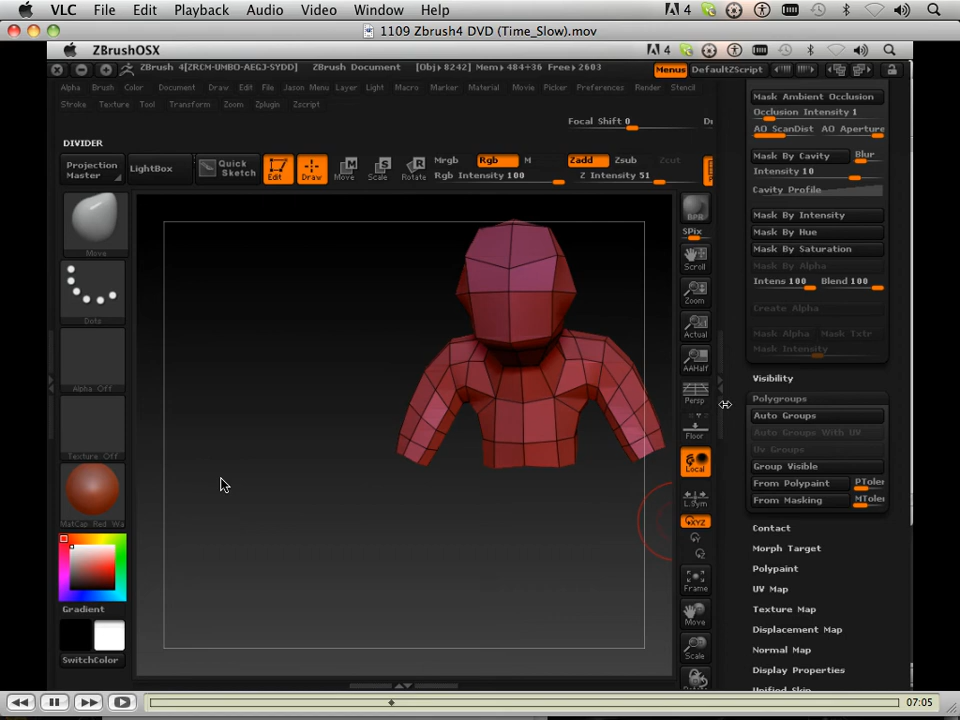 VLC File Edit View Playback Audio Video Window Help 4
1109 Zbrush4 DVD (Time_Slow).mov
ZBrushOSX 4
ZBrush 4[ZRCM-UMBO-AEGJ-SYDD] ZBrush Document [Obj▸8242] Mem▸484+36 Free▸2603 Menus DefaultZScript
Alpha Brush Color Document Draw Edit File Jason Menu Layer Light Macro Marker Material Movie Picker Preferences Render Stencil
Stroke Texture Tool Transform Zoom Zplugin Zscript
Focal Shift 0
DIVIDER
Projection Master
LightBox
Quick Sketch
Edit Draw Move Scale Rotate
Mrgb Rgb M
Rgb Intensity 100
Zadd Zsub Zcut
Z Intensity 51
Move
Dots
Alpha Off
Texture Off
MatCap Red Wa
Gradient
SwitchColor
BPR
SPix
Scroll
Zoom
Actual
AAHalf
Persp
Floor
Local
L.Sym
XYZ
Y
Z
Frame
Move
Scale
Mask Ambient Occlusion
Occlusion Intensity 1
AO ScanDist AO Aperture
Mask By Cavity Blur
Intensity 10
Cavity Profile
Mask By Intensity
Mask By Hue
Mask By Saturation
Mask By Alpha
Intens 100 Blend 100
Create Alpha
Mask Alpha Mask Txtr
Mask Intensity
Visibility
Polygroups
Auto Groups
Auto Groups With UV
Uv Groups
Group Visible
From Polypaint PToler
From Masking MToler
Contact
Morph Target
Polypaint
UV Map
Texture Map
Displacement Map
Normal Map
Display Properties
Unified Skin
07:05